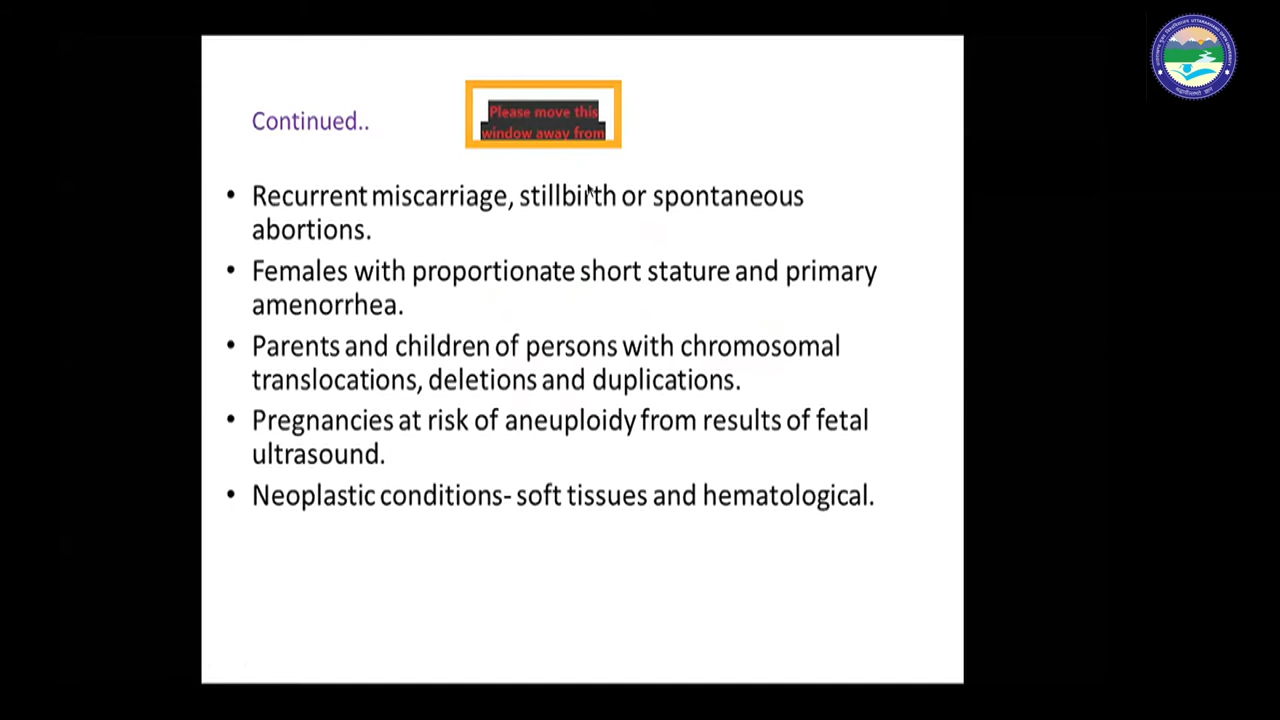 Continued..
Please move this
window away from
• Recurrent miscarriage, stillbirth or spontaneous
abortions.
• Females with proportionate short stature and primary
amenorrhea.
• Parents and children of persons with chromosomal
translocations, deletions and duplications.
• Pregnancies at risk of aneuploidy from results of fetal
ultrasound.
• Neoplastic conditions- soft tissues and hematological.